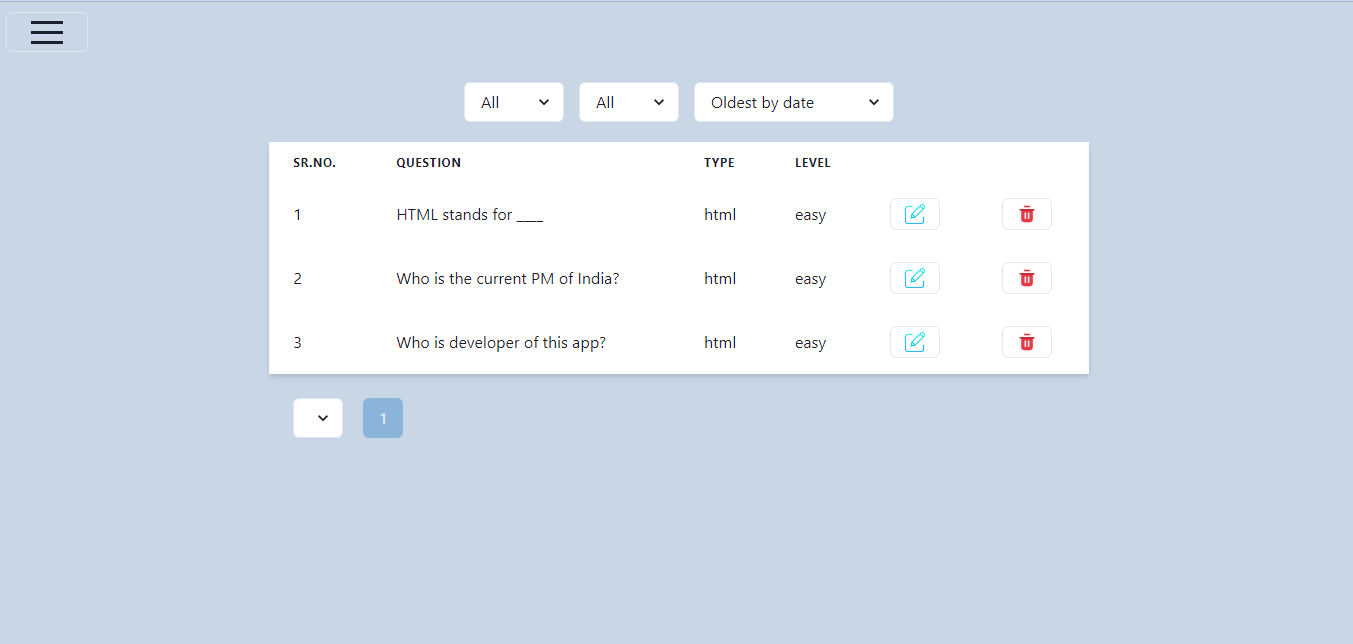 All All Oldest by date
SR.NO. QUESTION TYPE LEVEL
1 HTML stands for ____ html easy
2 Who is the current PM of India? html easy
3 Who is developer of this app? html easy
1